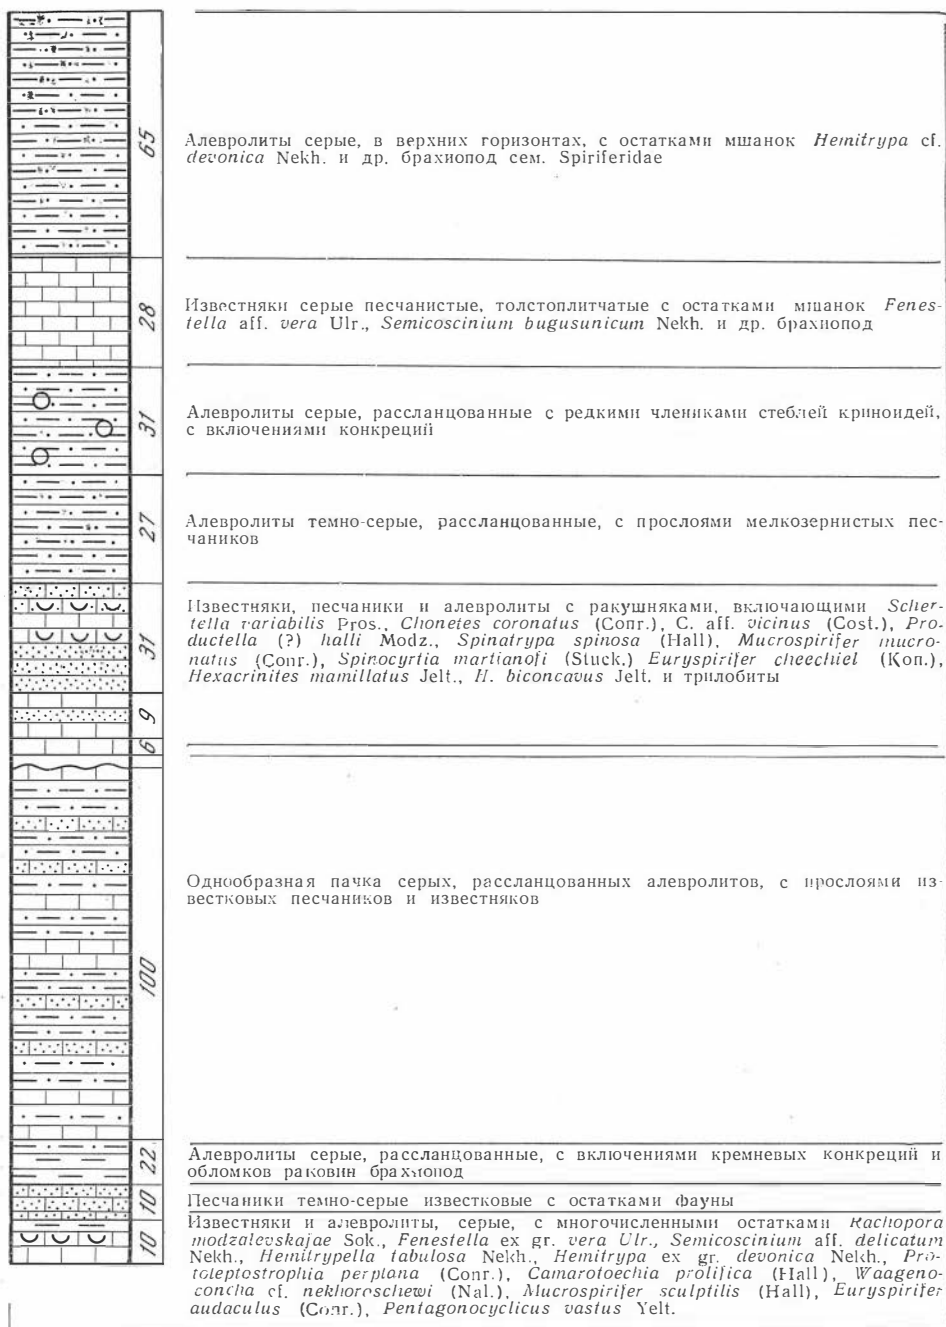 65
Алевролиты серые, в верхних горизонтах, с остатками мшанок Hemitrypa cf.
devonica Nekh. и др. брахиопод сем. Spiriferidae
28
Известняки серые песчанистые, толстоплитчатые с остатками мшанок Fenes-
tella aff. vera Ulr., Semicoscinium bugusunicum Nekh. и др. брахиопод
31
Алевролиты серые, рассланцованные с редкими члениками стеблей криноидей,
с включениями конкреций
27
Алевролиты темно-серые, рассланцованные, с прослоями мелкозернистых пес-
чаников
31
Известняки, песчаники и алевролиты с ракушняками, включающими Scher-
tella variabilis Pros., Chonetes coronatus (Conr.), C. aff. vicinus (Cost.), Pro-
ductella (?) halli Modz., Spinatrypa spinosa (Hall), Mucrospirifer mucro-
natus (Conr.), Spinocyrtia martianofi (Stuck.) Euryspirifer cheechiel (Kon.),
Hexacrinites mamillatus Jelt., H. biconcavus Jelt. и трилобиты
9
6
100
Однообразная пачка серых, рассланцованных алевролитов, с прослоями из-
вестковых песчаников и известняков
22
Алевролиты серые, рассланцованные, с включениями кремневых конкреций и
обломков раковин брахиопод
10
Песчаники темно-серые известковые с остатками фауны
10
Известняки и алевролиты, серые, с многочисленными остатками Rachopora
modzalevskajae Sok., Fenestella ex gr. vera Ulr., Semicoscinium aff. delicatum
Nekh., Hemitrypella tabulosa Nekh., Hemitrypa ex gr. devonica Nekh., Pro-
toleptostrophia perplana (Conr.), Camarotoechia prolifica (Hall), Waageno-
concha cf. nekhoroschewi (Nal.), Mucrospirifer sculptilis (Hall), Euryspirifer
audaculus (Conr.), Pentagonocyclicus vastus Yelt.